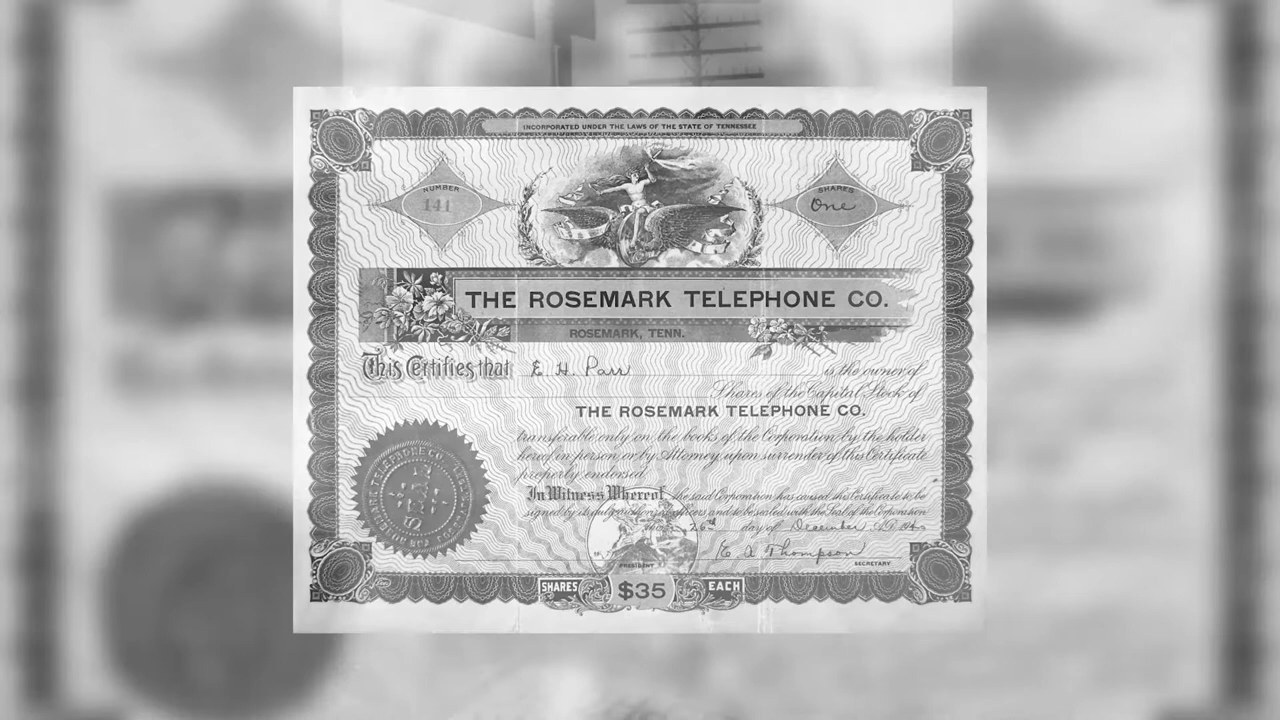 INCORPORATED UNDER THE LAWS OF THE STATE OF TENNESSEE
NUMBER
141
SHARES
One
THE ROSEMARK TELEPHONE CO.
ROSEMARK, TENN.
This Certifies that E. H. Parr is the owner of
Shares of the Capital Stock of
THE ROSEMARK TELEPHONE CO.
transferable only on the books of the Corporation by the holder
hereof in person or by Attorney upon surrender of this Certificate
properly endorsed.
In Witness Whereof, the said Corporation has caused this Certificate to be
signed by its duly authorized officers and to be sealed with the Seal of the Corporation
26th day of December A.D.
E. A. Thompson
PRESIDENT
SECRETARY
SHARES $35 EACH
TELEPHONE CO.
SEAL